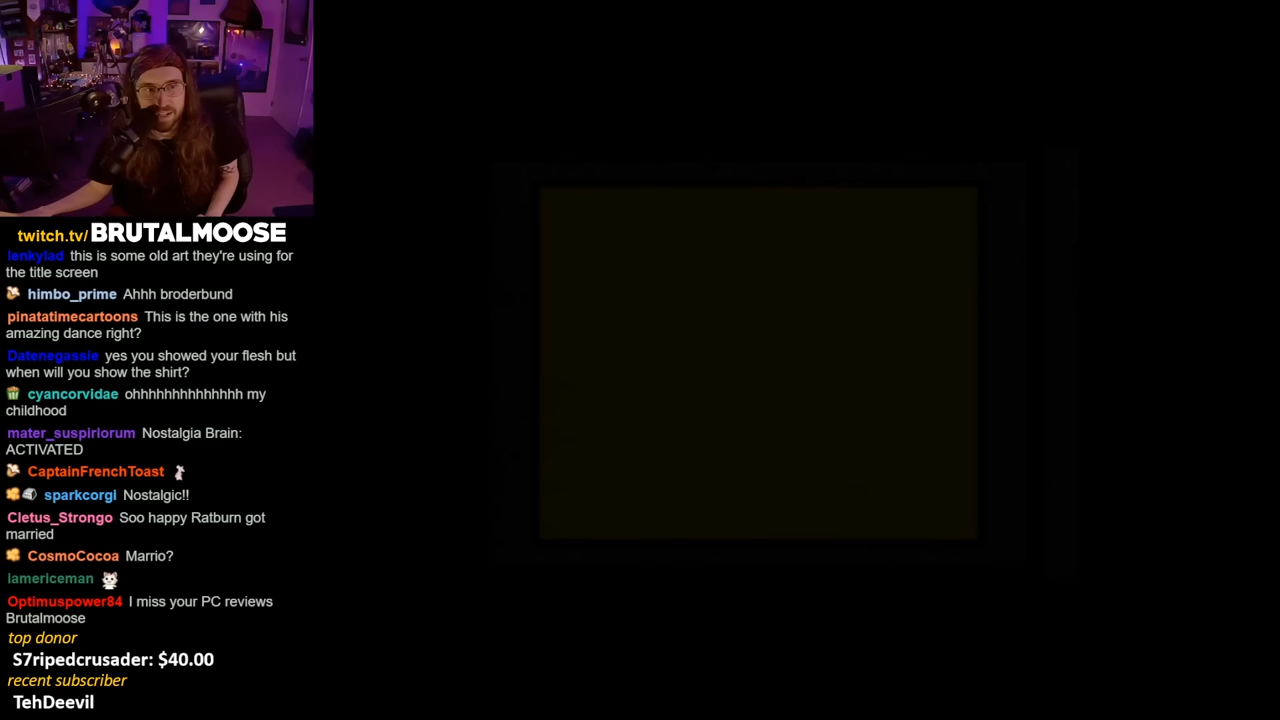 twitch.tv/BRUTALMOOSE
lenkylad this is some old art they're using for
the title screen
himbo_prime Ahhh broderbund
pinatatimecartoons This is the one with his
amazing dance right?
Datenegassie yes you showed your flesh but
when will you show the shirt?
cyancorvidae ohhhhhhhhhhhhhh my
childhood
mater_suspiriorum Nostalgia Brain:
ACTIVATED
CaptainFrenchToast
sparkcorgi Nostalgic!!
Cletus_Strongo Soo happy Ratburn got
married
CosmoCocoa Marrio?
iamericeman
Optimuspower84 I miss your PC reviews
Brutalmoose
top donor
S7ripedcrusader: $40.00
recent subscriber
TehDeevil